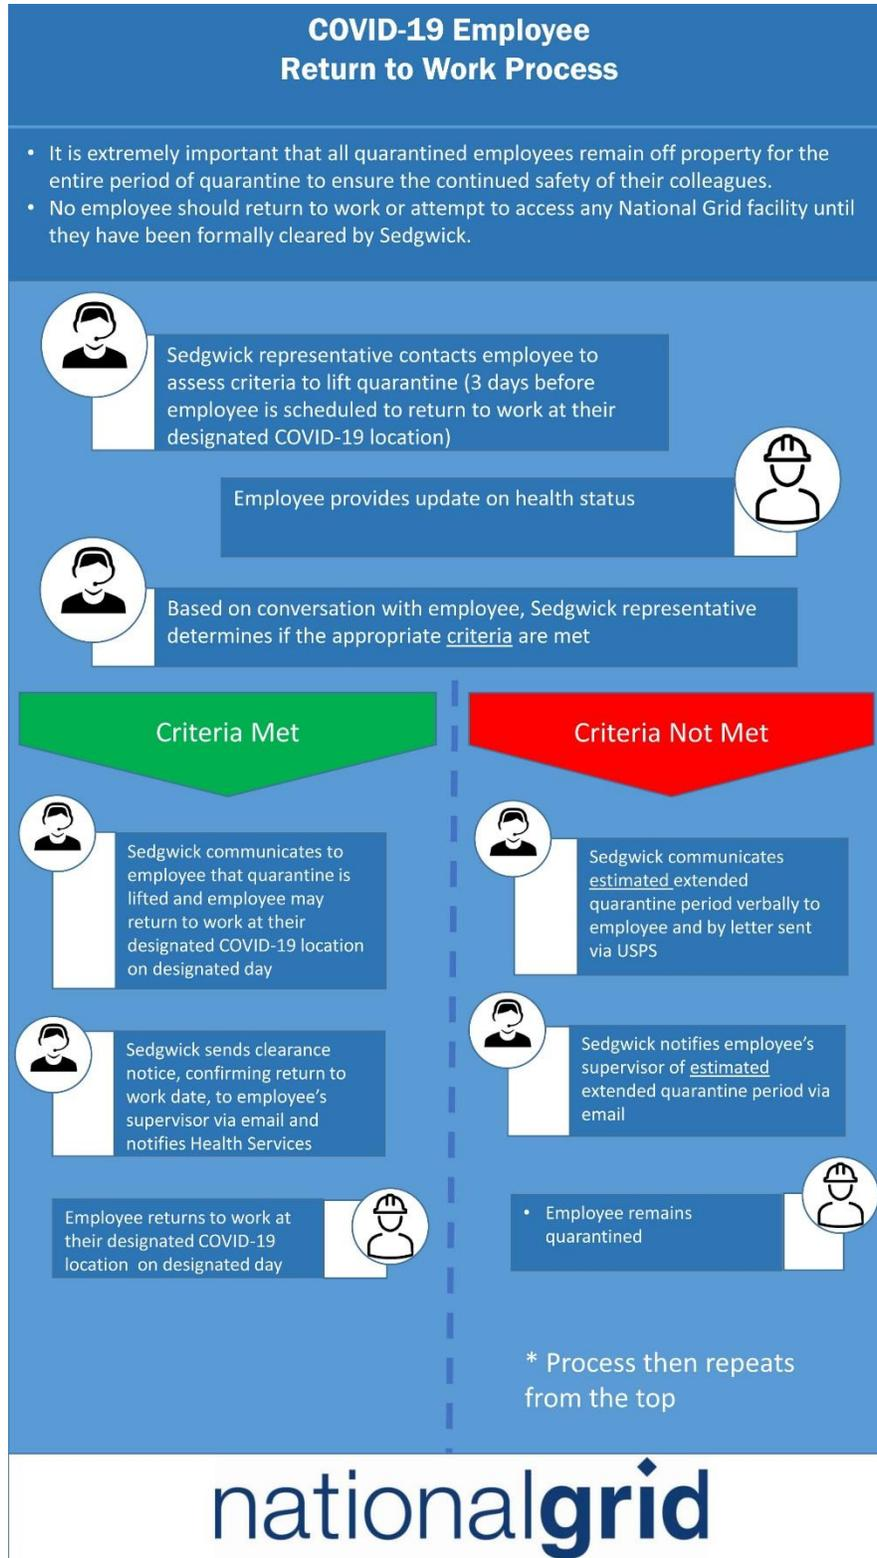 COVID-19 Employee
Return to Work Process
• It is extremely important that all quarantined employees remain off property for the
entire period of quarantine to ensure the continued safety of their colleagues.
• No employee should return to work or attempt to access any National Grid facility until
they have been formally cleared by Sedgwick.
Sedgwick representative contacts employee to
assess criteria to lift quarantine (3 days before
employee is scheduled to return to work at their
designated COVID-19 location)
Employee provides update on health status
Based on conversation with employee, Sedgwick representative
determines if the appropriate criteria are met
Criteria Met
Sedgwick communicates to
employee that quarantine is
lifted and employee may
return to work at their
designated COVID-19 location
on designated day
Sedgwick sends clearance
notice, confirming return to
work date, to employee's
supervisor via email and
notifies Health Services
Employee returns to work at
their designated COVID-19
location on designated day
Criteria Not Met
Sedgwick communicates
estimated extended
quarantine period verbally to
employee and by letter sent
via USPS
Sedgwick notifies employee's
supervisor of estimated
extended quarantine period via
email
• Employee remains
quarantined
* Process then repeats
from the top
nationalgrid